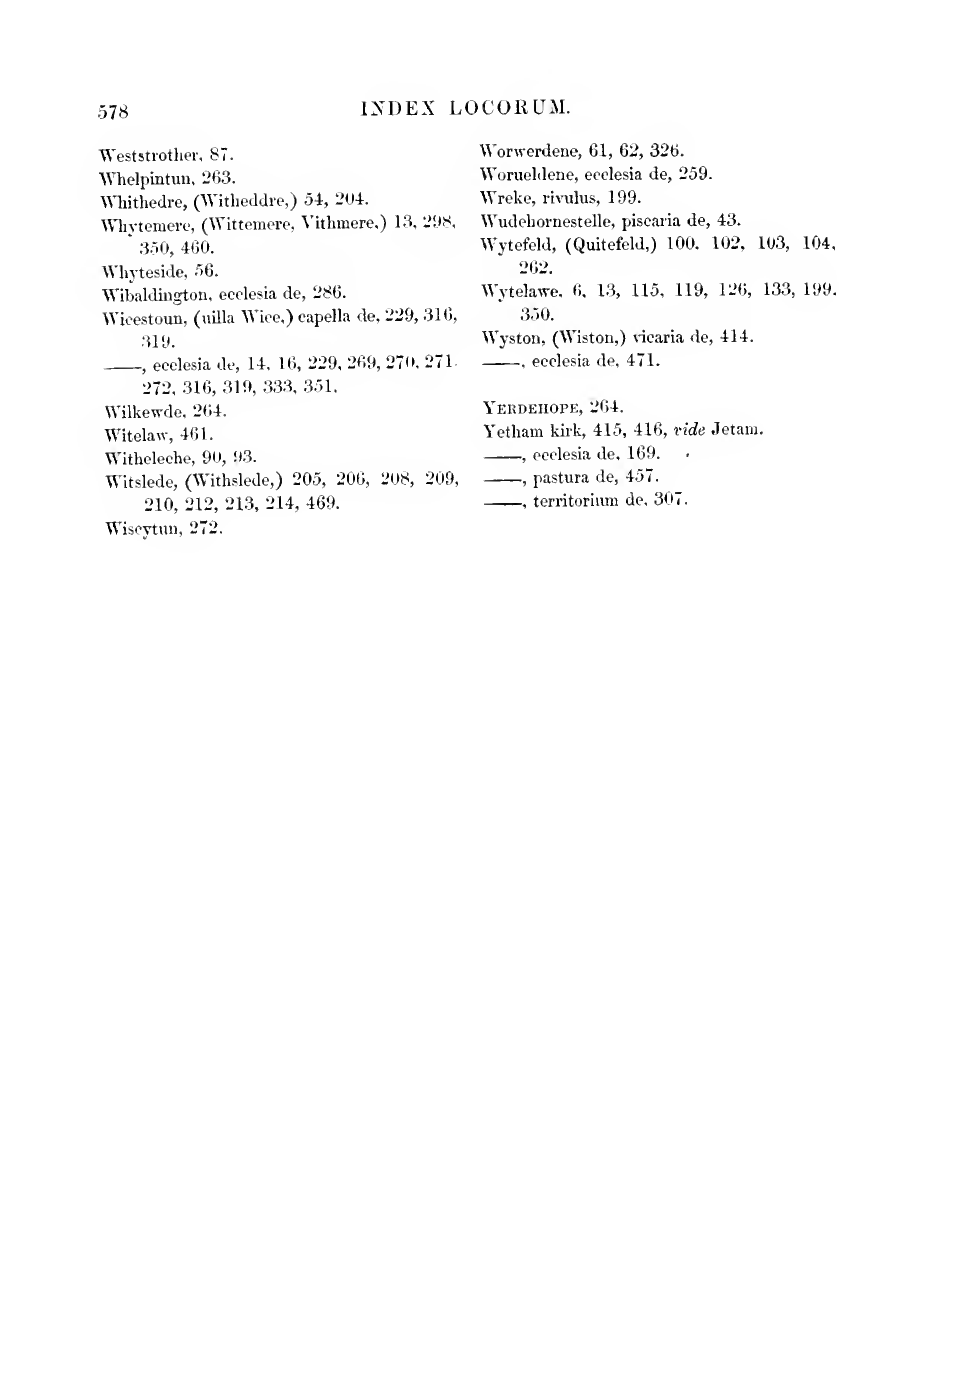 578 INDEX LOCORUM.
Weststrother, 87.
Whelpintun, 263.
Whithedre, (Witheddre,) 54, 204.
Whytemere, (Wittemere, Vithmere,) 13, 298,
350, 460.
Whyteside, 56.
Wibaldington, ecclesia de, 286.
Wicestoun, (uilla Wice,) capella de, 229, 316,
319.
——, ecclesia de, 14, 16, 229, 269, 270, 271,
272, 316, 319, 333, 351.
Wilkewde, 264.
Witelaw, 461.
Witheleche, 90, 93.
Witslede, (Withslede,) 205, 206, 208, 209,
210, 212, 213, 214, 469.
Wiscytun, 272.
Worwerdene, 61, 62, 326.
Worueldene, ecclesia de, 259.
Wreke, rivulus, 199.
Wudehornestelle, piscaria de, 43.
Wytefeld, (Quitefeld,) 100, 102, 103, 104,
262.
Wytelawe, 6, 13, 115, 119, 126, 133, 199,
350.
Wyston, (Wiston,) vicaria de, 414.
——, ecclesia de, 471.
YERDEHOPE, 264.
Yetham kirk, 415, 416, vide Jetam.
——, ecclesia de, 169.
——, pastura de, 457.
——, territorium de, 307.